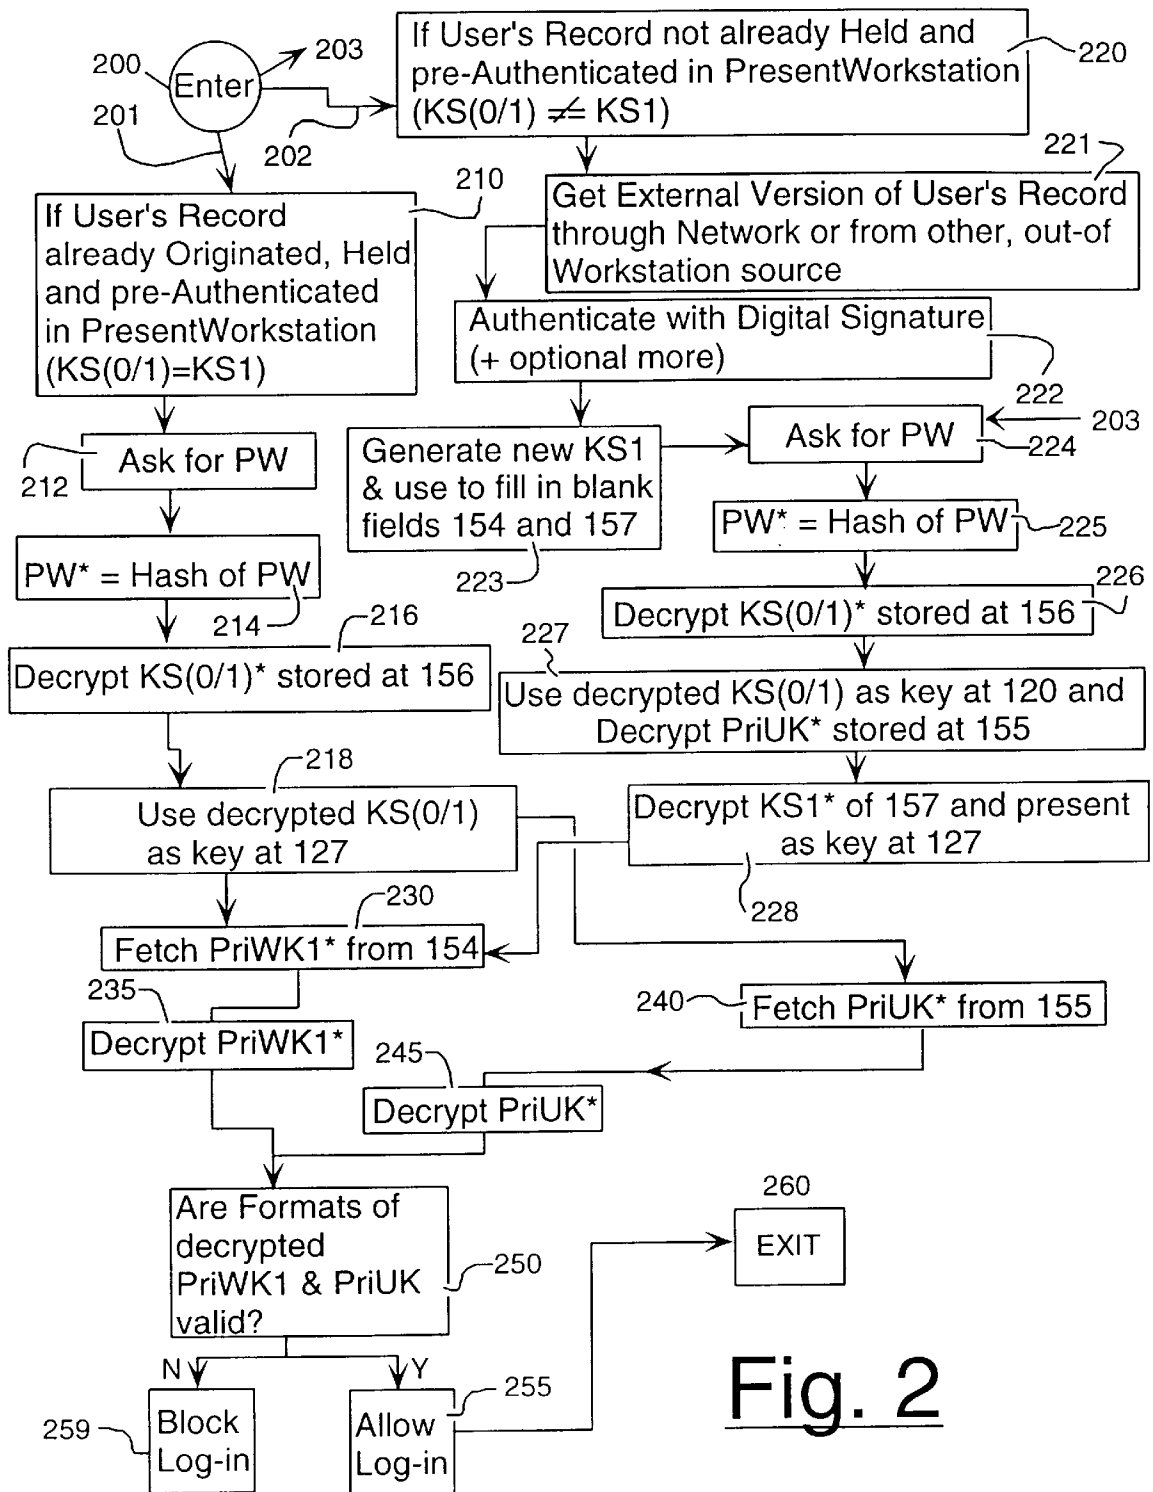 200
Enter
203
201
202
If User's Record not already Held and
pre-Authenticated in PresentWorkstation
(KS(0/1) ≠ KS1)
220
221
Get External Version of User's Record
through Network or from other, out-of
Workstation source
210
If User's Record
already Originated, Held
and pre-Authenticated
in PresentWorkstation
(KS(0/1)=KS1)
Authenticate with Digital Signature
(+ optional more)
222
203
Ask for PW
212
Generate new KS1
& use to fill in blank
fields 154 and 157
223
Ask for PW
224
PW* = Hash of PW
225
PW* = Hash of PW
214
226
Decrypt KS(0/1)* stored at 156
216
Decrypt KS(0/1)* stored at 156
227
Use decrypted KS(0/1) as key at 120 and
Decrypt PriUK* stored at 155
218
Use decrypted KS(0/1)
as key at 127
Decrypt KS1* of 157 and present
as key at 127
228
230
Fetch PriWK1* from 154
235
Decrypt PriWK1*
240
Fetch PriUK* from 155
245
Decrypt PriUK*
Are Formats of
decrypted
PriWK1 & PriUK
valid?
250
260
EXIT
N
Y
259
Block
Log-in
255
Allow
Log-in
Fig. 2